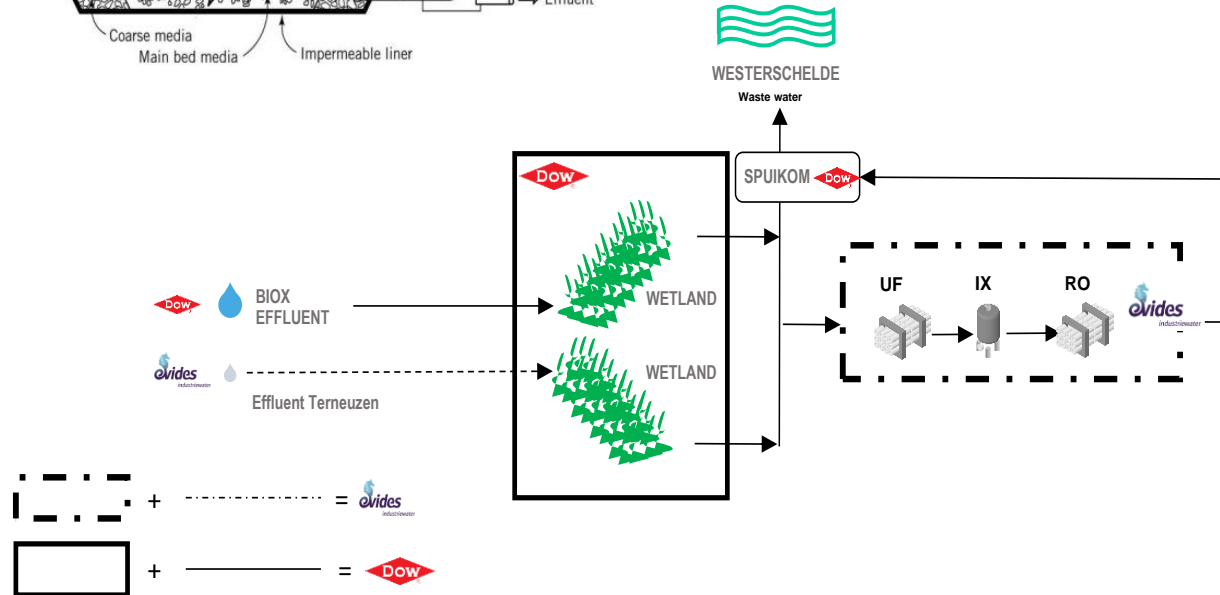 Effluent
Coarse media
Main bed media
Impermeable liner
WESTERSCHELDE
Waste water
Dow
SPUIKOM Dow
UF IX RO
evides
industriewater
Dow BIOX
EFFLUENT
WETLAND
evides
industriewater
WETLAND
Effluent Terneuzen
+ = evides
industriewater
+ = Dow